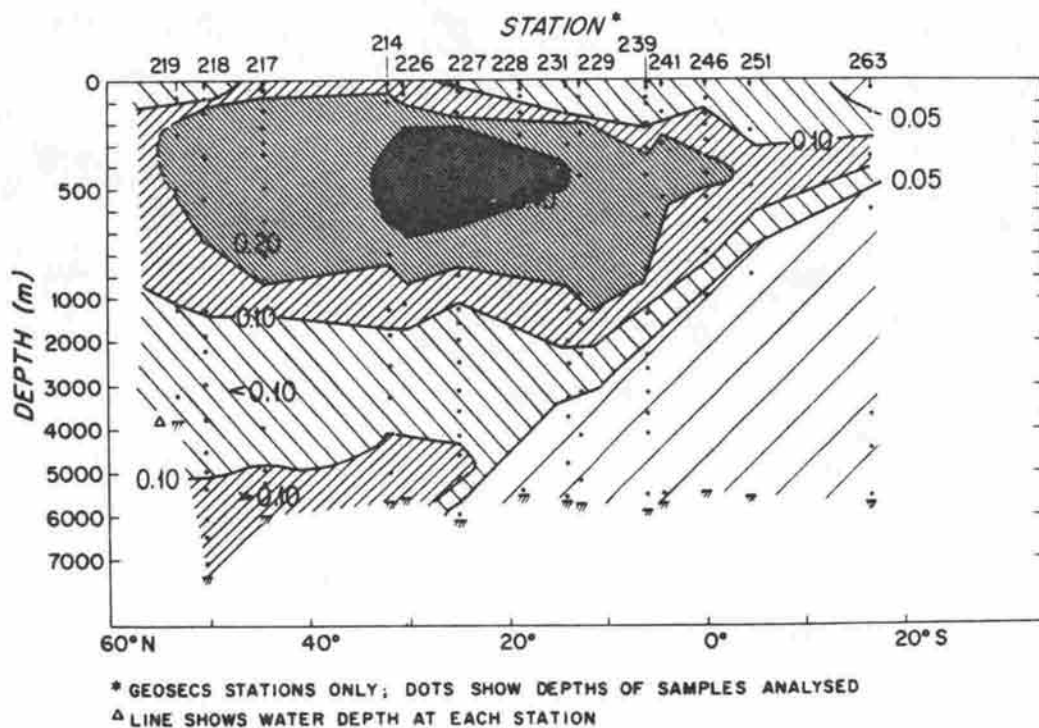 STATION *
214 239
219 218 217 226 227 228 231 229 241 246 251 263
0
0.05
0.10
0.05
500
0.20
1000
0.10
2000
3000
<0.10
4000
Δ
5000
0.10
>0.10
6000
7000
DEPTH (m)
60°N 40° 20° 0° 20°S
* GEOSECS STATIONS ONLY; DOTS SHOW DEPTHS OF SAMPLES ANALYSED
Δ LINE SHOWS WATER DEPTH AT EACH STATION